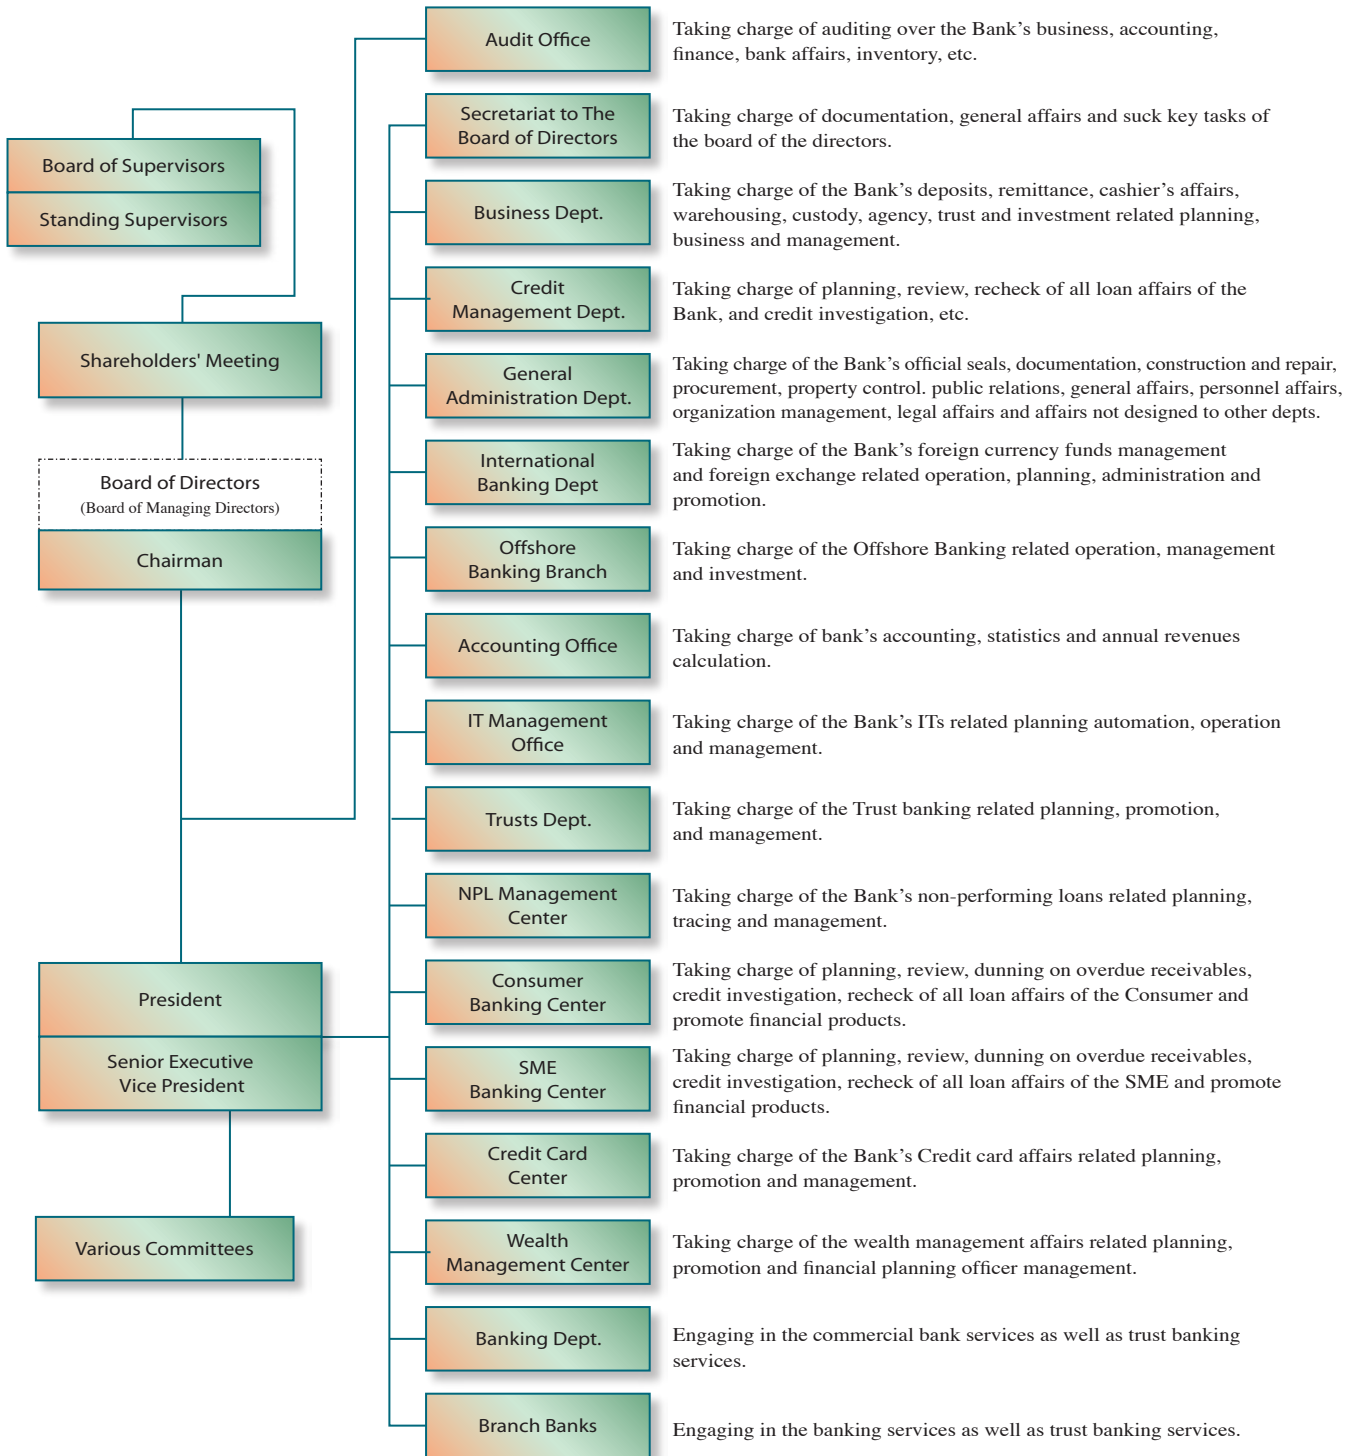 Board of Supervisors
Standing Supervisors
Shareholders' Meeting
Board of Directors
(Board of Managing Directors)
Chairman
President
Senior Executive
Vice President
Various Committees
Audit Office
Taking charge of auditing over the Bank’s business, accounting,
finance, bank affairs, inventory, etc.
Secretariat to The
Board of Directors
Taking charge of documentation, general affairs and suck key tasks of
the board of the directors.
Business Dept.
Taking charge of the Bank’s deposits, remittance, cashier’s affairs,
warehousing, custody, agency, trust and investment related planning,
business and management.
Credit
Management Dept.
Taking charge of planning, review, recheck of all loan affairs of the
Bank, and credit investigation, etc.
General
Administration Dept.
Taking charge of the Bank’s official seals, documentation, construction and repair,
procurement, property control. public relations, general affairs, personnel affairs,
organization management, legal affairs and affairs not designed to other depts.
International
Banking Dept
Taking charge of the Bank’s foreign currency funds management
and foreign exchange related operation, planning, administration and
promotion.
Offshore
Banking Branch
Taking charge of the Offshore Banking related operation, management
and investment.
Accounting Office
Taking charge of bank’s accounting, statistics and annual revenues
calculation.
IT Management
Office
Taking charge of the Bank’s ITs related planning automation, operation
and management.
Trusts Dept.
Taking charge of the Trust banking related planning, promotion,
and management.
NPL Management
Center
Taking charge of the Bank’s non-performing loans related planning,
tracing and management.
Consumer
Banking Center
Taking charge of planning, review, dunning on overdue receivables,
credit investigation, recheck of all loan affairs of the Consumer and
promote financial products.
SME
Banking Center
Taking charge of planning, review, dunning on overdue receivables,
credit investigation, recheck of all loan affairs of the SME and promote
financial products.
Credit Card
Center
Taking charge of the Bank’s Credit card affairs related planning,
promotion and management.
Wealth
Management Center
Taking charge of the wealth management affairs related planning,
promotion and financial planning officer management.
Banking Dept.
Engaging in the commercial bank services as well as trust banking
services.
Branch Banks
Engaging in the banking services as well as trust banking services.